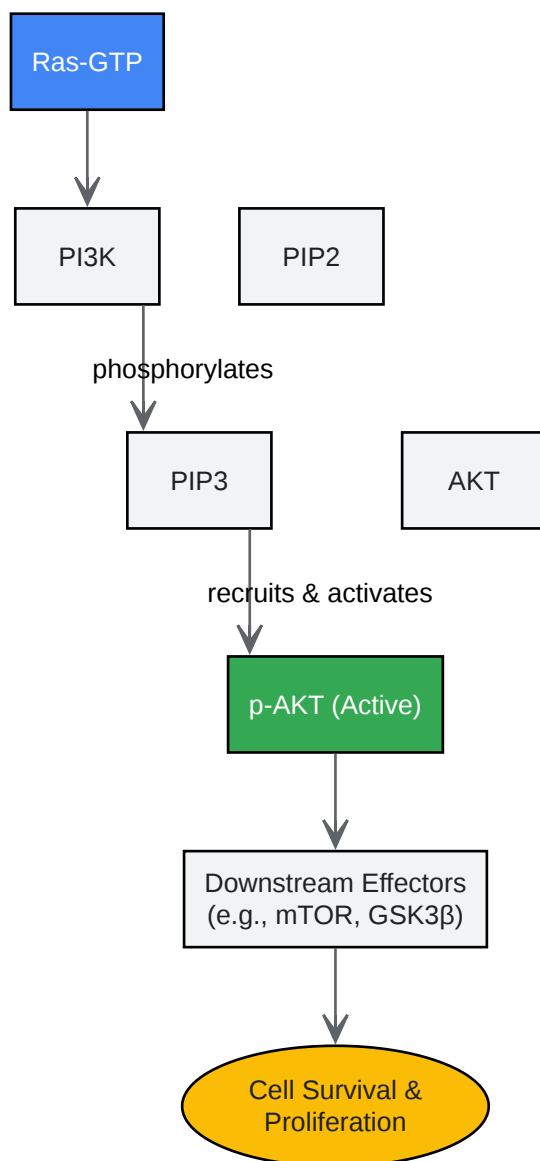 Ras-GTP
PI3K
PIP2
phosphorylates
PIP3
AKT
recruits & activates
p-AKT (Active)
Downstream Effectors
(e.g., mTOR, GSK3β)
Cell Survival &
Proliferation